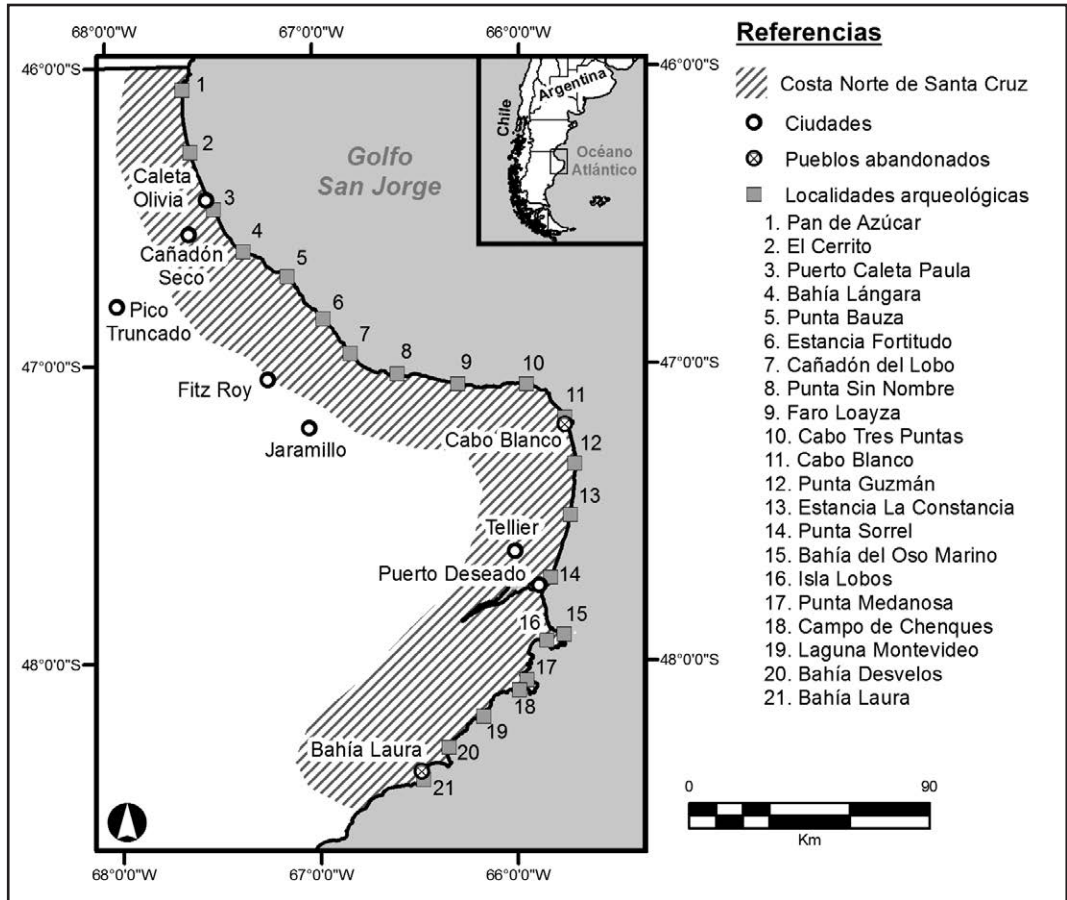 68°0'0"W
67°0'0"W
66°0'0"W
46°0'0"S
46°0'0"S
47°0'0"S
47°0'0"S
48°0'0"S
48°0'0"S
68°0'0"W
67°0'0"W
66°0'0"W
Golfo
San Jorge
Chile
Argentina
Océano
Atlántico
1
2
Caleta
Olivia
3
Cañadón
Seco
4
5
Pico
Truncado
6
7
Fitz Roy
8
9
10
Jaramillo
11
Cabo Blanco
12
13
Tellier
Puerto Deseado
14
15
16
17
18
19
Bahía Laura
20
21
Referencias
Costa Norte de Santa Cruz
Ciudades
Pueblos abandonados
Localidades arqueológicas
1. Pan de Azúcar
2. El Cerrito
3. Puerto Caleta Paula
4. Bahía Lángara
5. Punta Bauza
6. Estancia Fortitudo
7. Cañadón del Lobo
8. Punta Sin Nombre
9. Faro Loayza
10. Cabo Tres Puntas
11. Cabo Blanco
12. Punta Guzmán
13. Estancia La Constancia
14. Punta Sorrel
15. Bahía del Oso Marino
16. Isla Lobos
17. Punta Medanosa
18. Campo de Chenques
19. Laguna Montevideo
20. Bahía Desvelos
21. Bahía Laura
0 90
Km